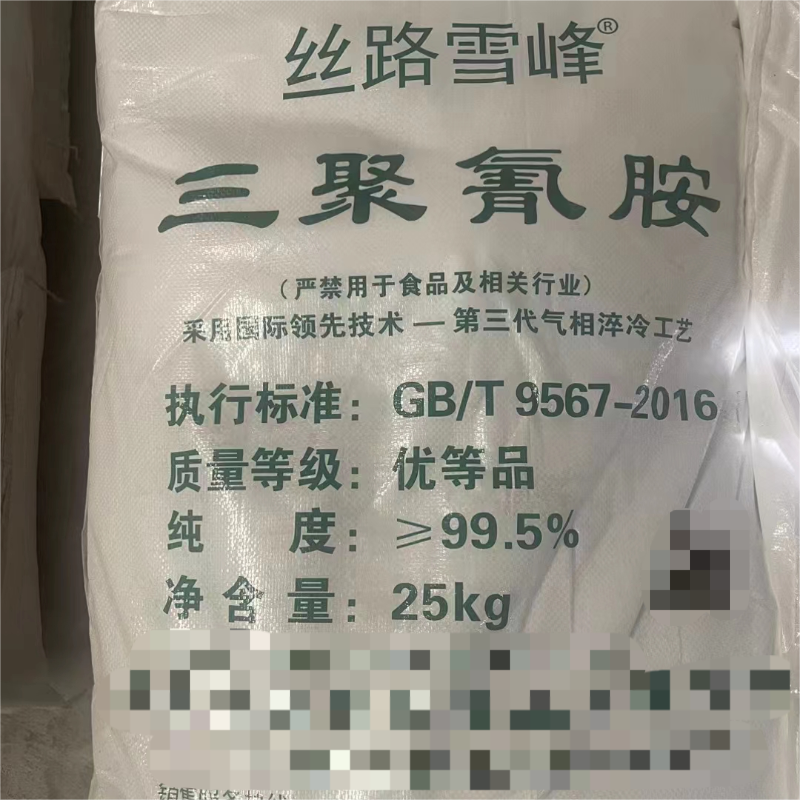 丝路雪峰®
三聚氰胺
（严禁用于食品及相关行业）
采用国际领先技术 — 第三代气相淬冷工艺
执行标准：GB/T 9567-2016
质量等级：优等品
纯 度：≥99.5%
净含量：25kg